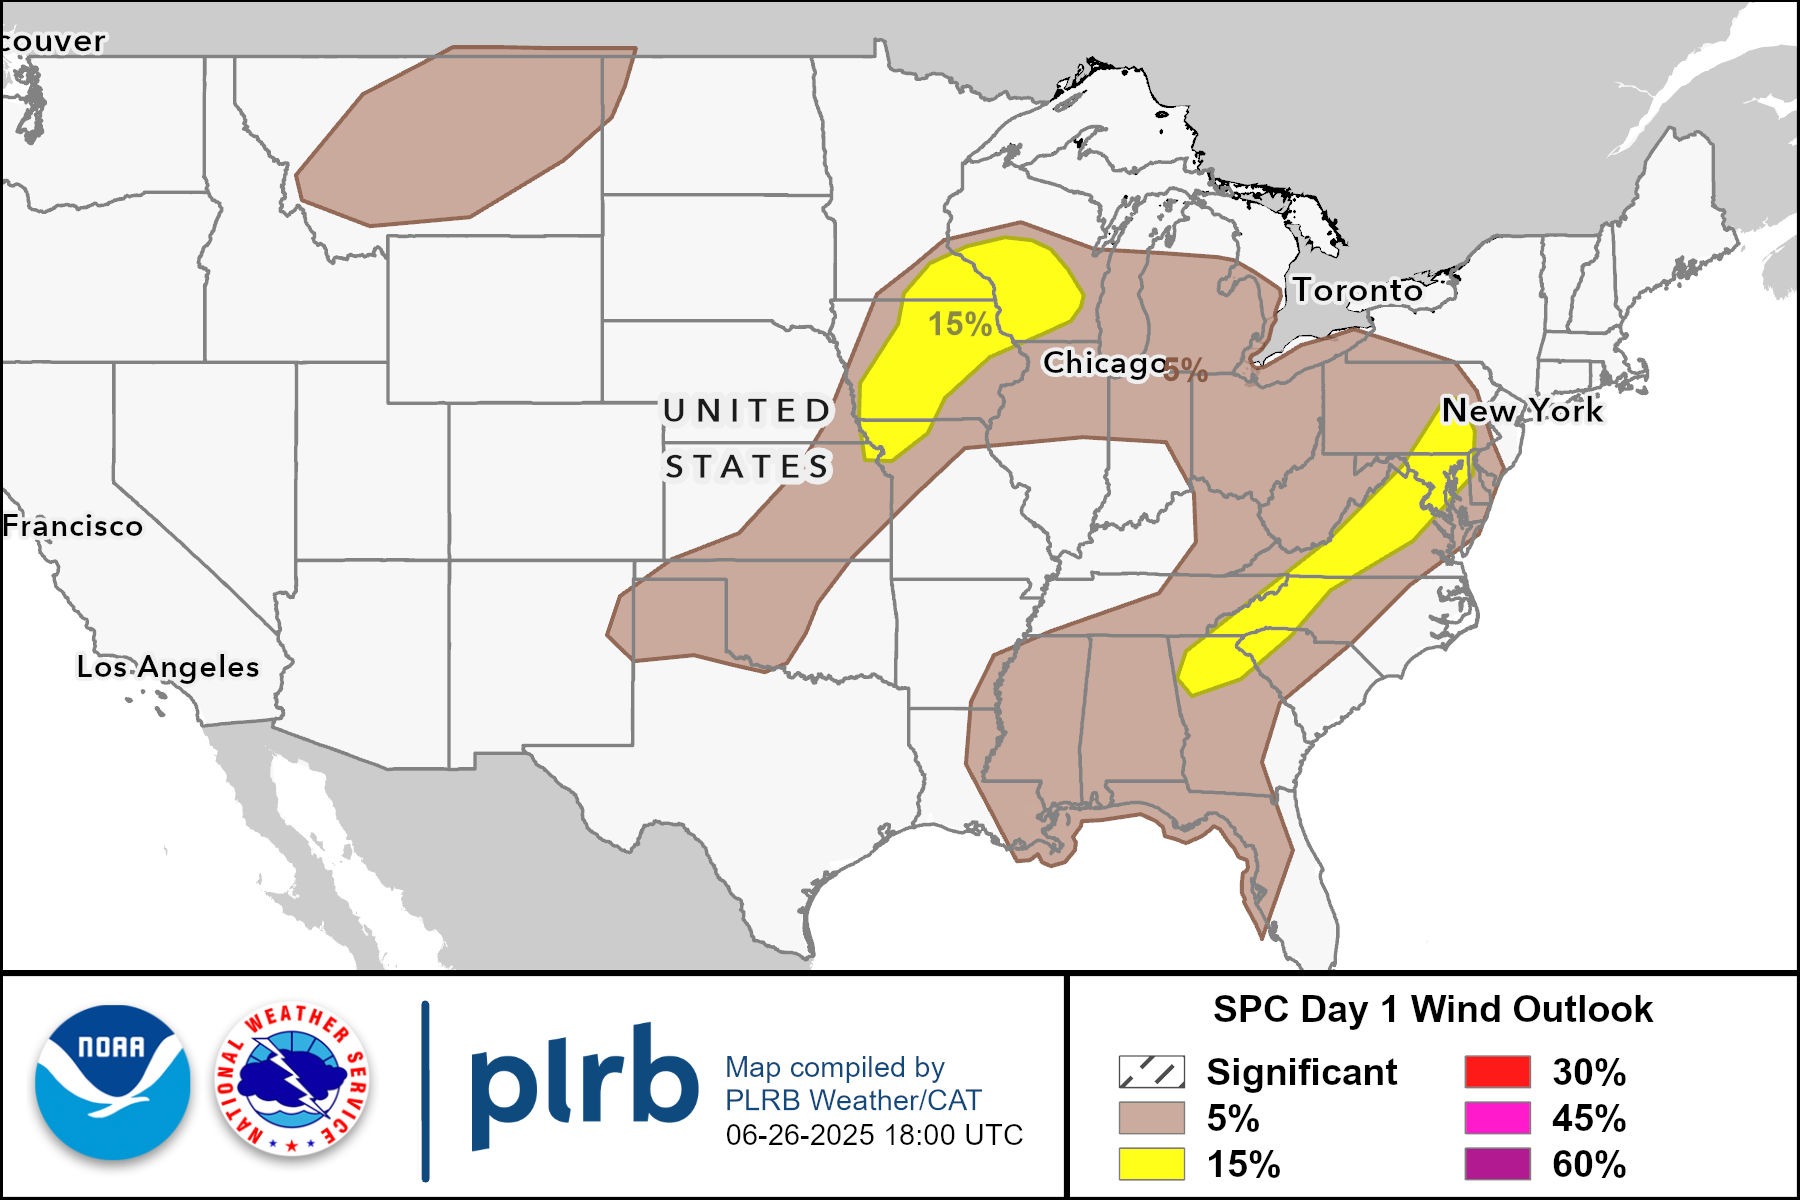 couver
Toronto
15%
Chicago
5%
UNITED
STATES
New York
Francisco
Los Angeles
NOAA
NATIONAL WEATHER SERVICE
plrb
Map compiled by
PLRB Weather/CAT
06-26-2025 18:00 UTC
SPC Day 1 Wind Outlook
Significant
5%
15%
30%
45%
60%